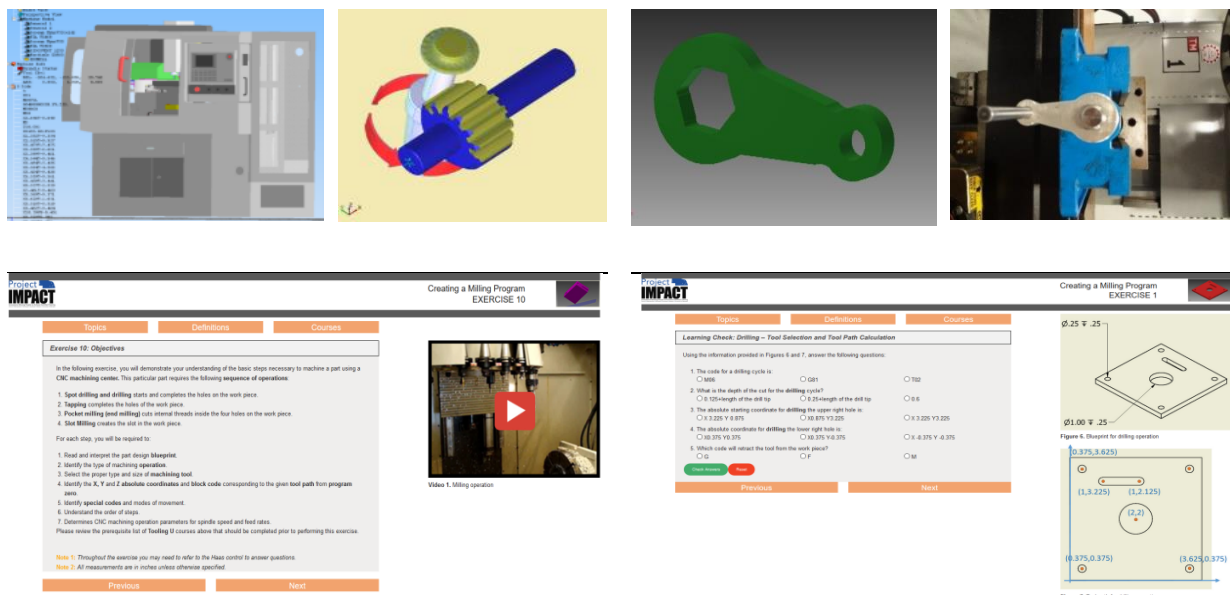 Project
IMPACT
Creating a Milling Program
EXERCISE 10
Topics
Definitions
Courses
Exercise 10: Objectives
In the following exercise, you will demonstrate your understanding of the basic steps necessary to machine a part using a
CNC machining center. This particular part requires the following sequence of operations:
1. Spot drilling and drilling starts and completes the holes on the work piece.
2. Tapping completes the holes of the work piece.
3. Pocket milling (end milling) cuts internal threads inside the four holes on the work piece.
4. Slot Milling creates the slot in the work piece.
For each step, you will be required to:
1. Read and interpret the part design blueprint.
2. Identify the type of machining operation.
3. Select the proper type and size of machining tool.
4. Identify the X, Y and Z absolute coordinates and block code corresponding to the given tool path from program
zero.
5. Identify special codes and modes of movement.
6. Understand the order of steps.
7. Determines CNC machining operation parameters for spindle speed and feed rates.
Please review the prerequisite list of Tooling U courses above that should be completed prior to performing this exercise.
Note 1: Throughout the exercise you may need to refer to the Haas control to answer questions.
Note 2: All measurements are in inches unless otherwise specified.
Previous
Next
Video 1. Milling operation
Project
IMPACT
Creating a Milling Program
EXERCISE 1
Topics
Definitions
Courses
Learning Check: Drilling – Tool Selection and Tool Path Calculation
Using the information provided in Figures 6 and 7, answer the following questions:
1. The code for a drilling cycle is:
M06
G81
T02
2. What is the depth of the cut for the drilling cycle?
0.125+length of the drill tip
0.25+length of the drill tip
0.6
3. The absolute starting coordinate for drilling the upper right hole is:
X 3.225 Y 0.875
X0.875 Y3.225
X 3.225 Y3.225
4. The absolute coordinate for drilling the lower right hole is:
X0.375 Y0.375
X0.375 Y-0.375
X -0.375 Y -0.375
5. Which code will retract the tool from the work piece?
G
F
M
Check Answers
Reset
Previous
Next
Ø.25 ↧ .25
Ø1.00 ↧ .25
Figure 6. Blueprint for drilling operation
(0.375,3.625)
(1,3.225)
(1,2.125)
(2,2)
(0.375,0.375)
(3.625,0.375)